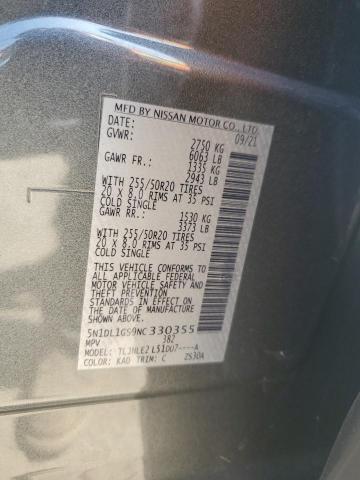 MFD BY NISSAN MOTOR CO., LTD.
DATE: 09/21
GVWR: 2750 KG
6063 LB
GAWR FR.: 1335 KG
2943 LB
WITH 255/50R20 TIRES
20 X 8.0 RIMS AT 35 PSI
COLD SINGLE
GAWR RR.: 1530 KG
3373 LB
WITH 255/50R20 TIRES
20 X 8.0 RIMS AT 35 PSI
COLD SINGLE
THIS VEHICLE CONFORMS TO
ALL APPLICABLE FEDERAL
MOTOR VEHICLE SAFETY AND
THEFT PREVENTION
STANDARDS IN EFFECT ON
THE DATE OF MANUFACTURE
SHOWN ABOVE
5N1DL1GS9NC330355
MPV 382
MODEL: TLJNLE2 L51DU7----A
COLOR: KAD TRIM: C ZS30A